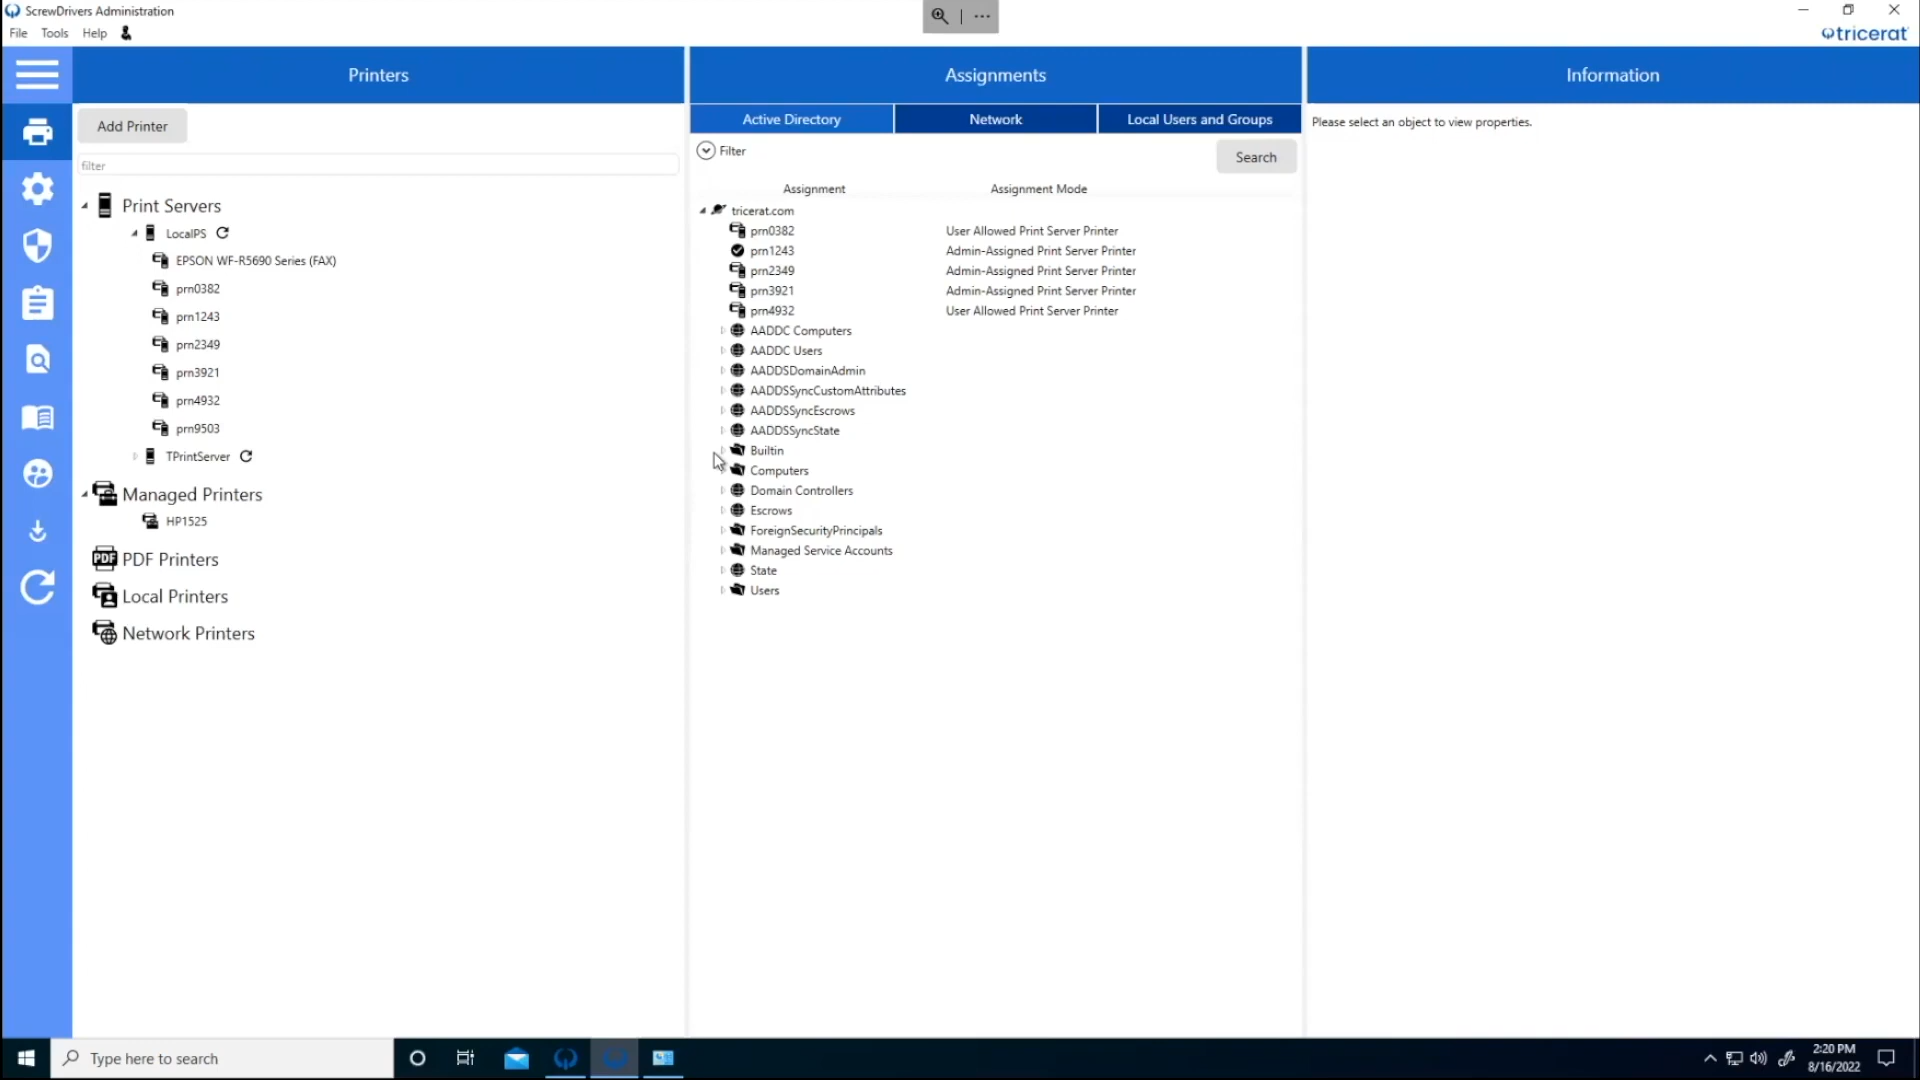 ScrewDrivers Administration
File Tools Help
tricerat
Printers
Assignments
Information
Add Printer
filter
Print Servers
LocalPS
EPSON WF-R5690 Series (FAX)
prn0382
prn1243
prn2349
prn3921
prn4932
prn9503
TPrintServer
Managed Printers
HP1525
PDF Printers
Local Printers
Network Printers
Active Directory
Network
Local Users and Groups
Filter
Search
Assignment Assignment Mode
tricerat.com
prn0382 User Allowed Print Server Printer
prn1243 Admin-Assigned Print Server Printer
prn2349 Admin-Assigned Print Server Printer
prn3921 Admin-Assigned Print Server Printer
prn4932 User Allowed Print Server Printer
AADDC Computers
AADDC Users
AADDSDomainAdmin
AADDSSyncCustomAttributes
AADDSSyncEscrows
AADDSSyncState
Builtin
Computers
Domain Controllers
Escrows
ForeignSecurityPrincipals
Managed Service Accounts
State
Users
Please select an object to view properties.
Type here to search
2:20 PM
8/16/2022